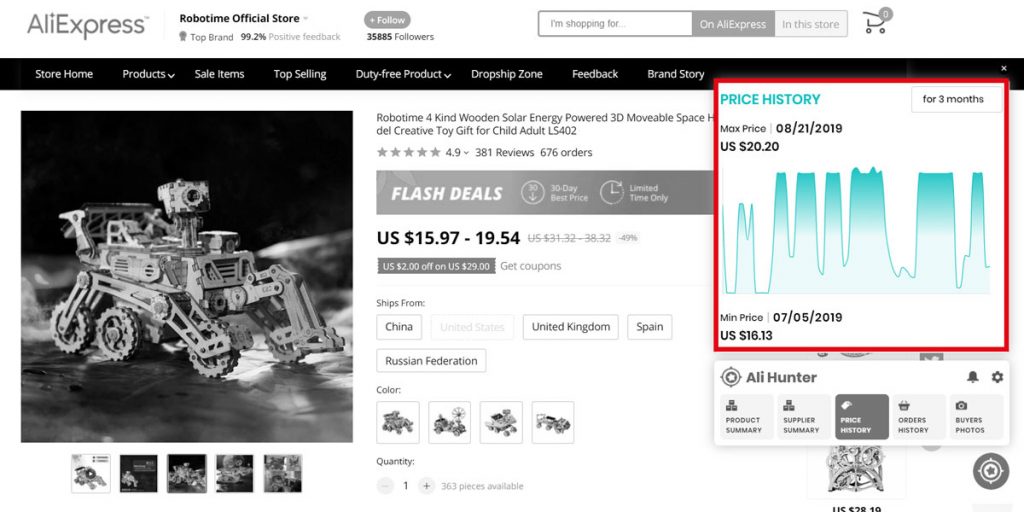 AliExpress™
Robotime Official Store
Top Brand 99.2% Positive feedback
+ Follow
35885 Followers
I'm shopping for...
On AliExpress
In this store
0
Store Home Products Sale Items Top Selling Duty-free Product Dropship Zone Feedback Brand Story
×
Robotime 4 Kind Wooden Solar Energy Powered 3D Moveable Space H
del Creative Toy Gift for Child Adult LS402
4.9 381 Reviews 676 orders
FLASH DEALS
30
30-Day
Best Price
Limited
Time Only
US $15.97 - 19.54 US $31.32 - 38.32 -49%
US $2.00 off on US $29.00 Get coupons
Ships From:
China United States United Kingdom Spain
Russian Federation
Color:
Quantity:
− 1 + 363 pieces available
PRICE HISTORY
for 3 months
Max Price | 08/21/2019
US $20.20
Min Price | 07/05/2019
US $16.13
Ali Hunter
PRODUCT
SUMMARY
SUPPLIER
SUMMARY
PRICE
HISTORY
ORDERS
HISTORY
BUYERS
PHOTOS
US $28.19